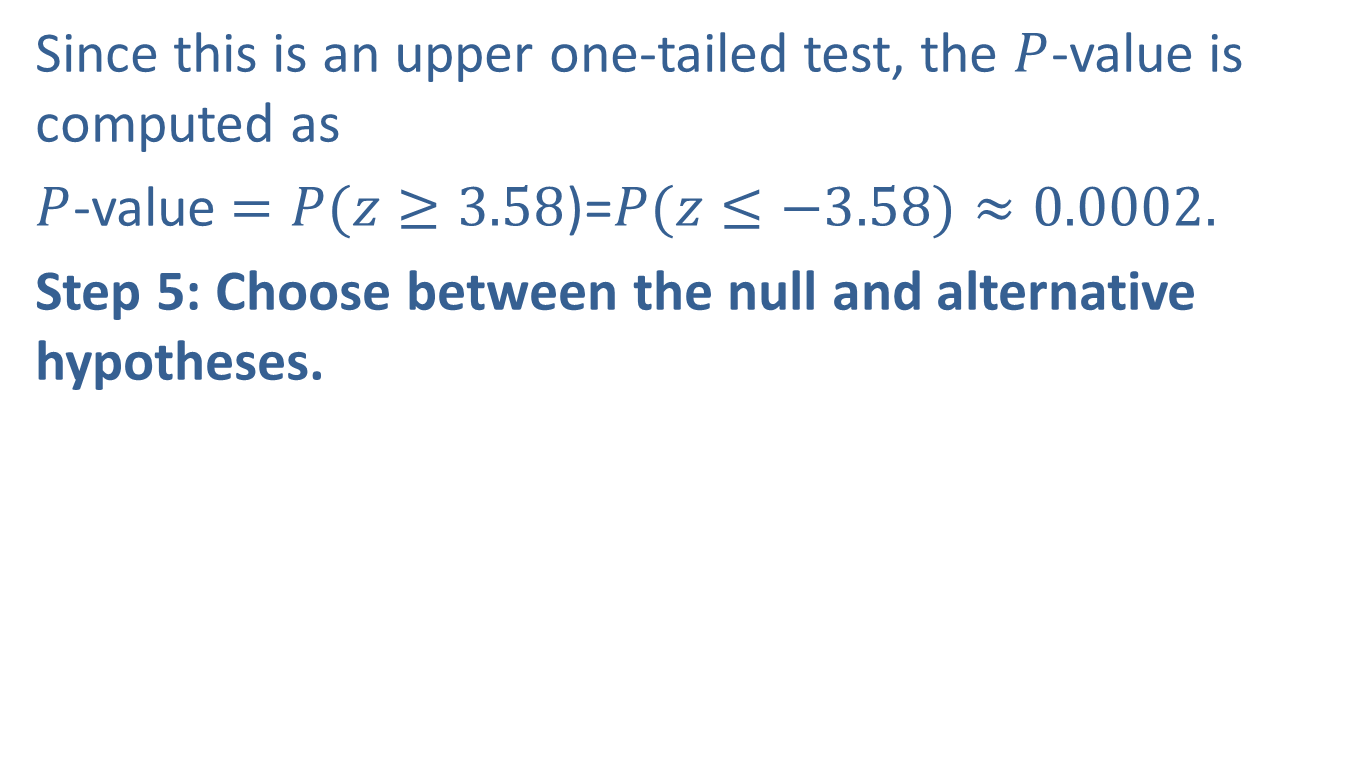 Since this is an upper one-tailed test, the 𝑃-value is
computed as
𝑃-value = 𝑃(𝑧 ≥ 3.58)=𝑃(𝑧 ≤ −3.58) ≈ 0.0002.
Step 5: Choose between the null and alternative
hypotheses.